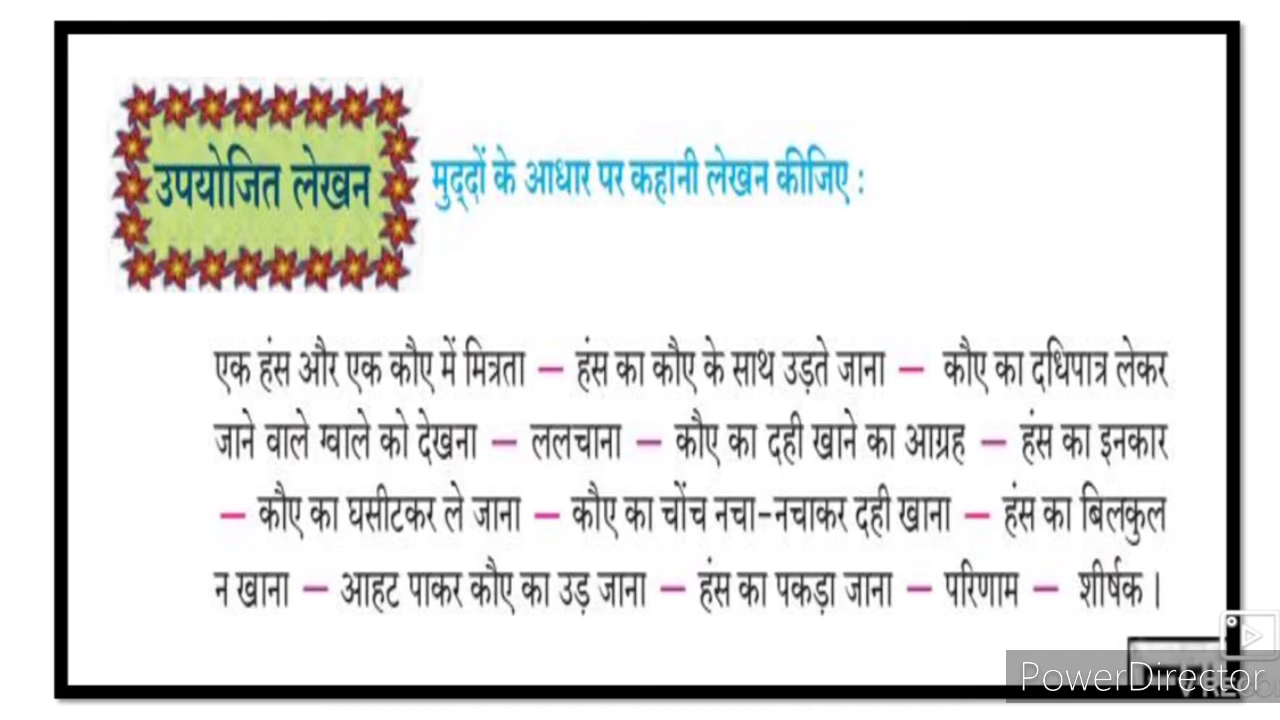 उपयोजित लेखन
मुद्‌दों के आधार पर कहानी लेखन कीजिए :
एक हंस और एक कौए में मित्रता – हंस का कौए के साथ उड़ते जाना – कौए का दधिपात्र लेकर
जाने वाले ग्वाले को देखना – ललचाना – कौए का दही खाने का आग्रह – हंस का इनकार
– कौए का घसीटकर ले जाना – कौए का चोंच नचा-नचाकर दही खाना – हंस का बिलकुल
न खाना – आहट पाकर कौए का उड़ जाना – हंस का पकड़ा जाना – परिणाम – शीर्षक ।
PowerDirector